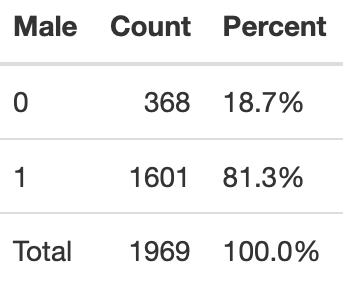 Male Count Percent
0 368 18.7%
1 1601 81.3%
Total 1969 100.0%